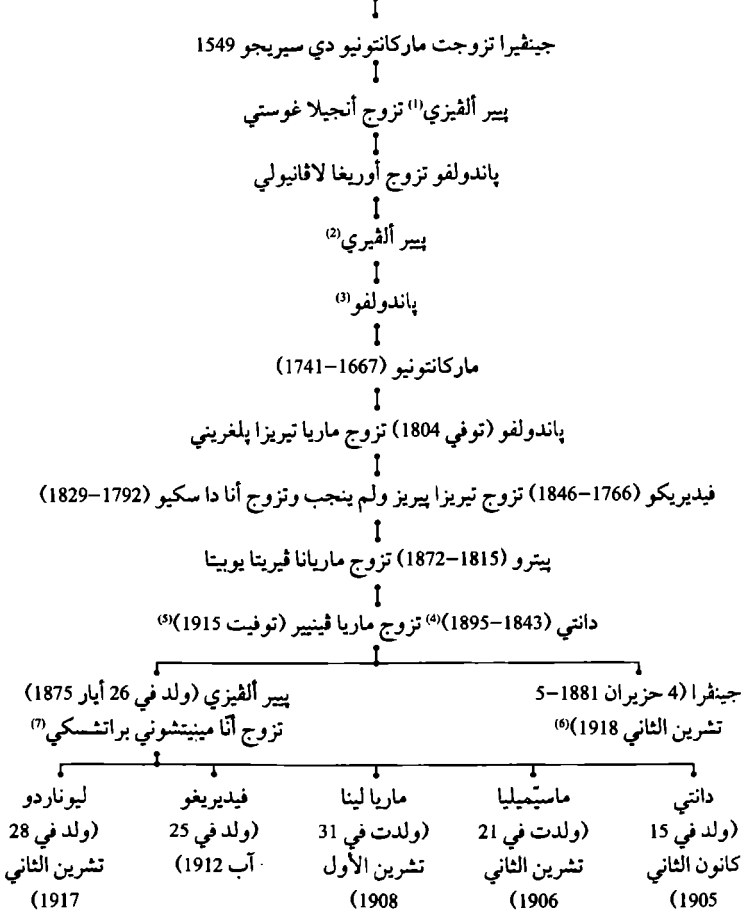 جينڤيرا تزوجت ماركانتونيو دي سيريجو 1549
پيير ألڤيزي(1) تزوج أنجيلا غوستي
پاندولفو تزوج أوريغا لاڤانيولي
پيير ألڤيري(2)
پاندولفو(3)
ماركانتونيو (1667–1741)
پاندولفو (توفي 1804) تزوج ماريا تيريزا پلغريني
فيديريكو (1766–1846) تزوج تيريزا پيريز ولم ينجب وتزوج أنا دا سكيو (1792–1829)
پيترو (1815–1872) تزوج ماريانا ڤيريتا يوبيتا
دانتي (1843–1895)(4) تزوج ماريا ڤينيير (توفيت 1915)(5)
جينڤرا (4 حزيران 1881–5
تشرين الثاني 1918)(6)
پيير ألڤيزي (ولد في 26 أيار 1875)
تزوج أنّا مينيتشوني براتشسكي(7)
دانتي
(ولد في 15
كانون الثاني
1905)
ماسيّميليا
(ولدت في 21
تشرين الثاني
1906)
ماريا لينا
(ولدت في 31
تشرين الأول
1908)
فيديريغو
(ولد في 25
آب 1912)
ليوناردو
(ولد في 28
تشرين الثاني
1917)